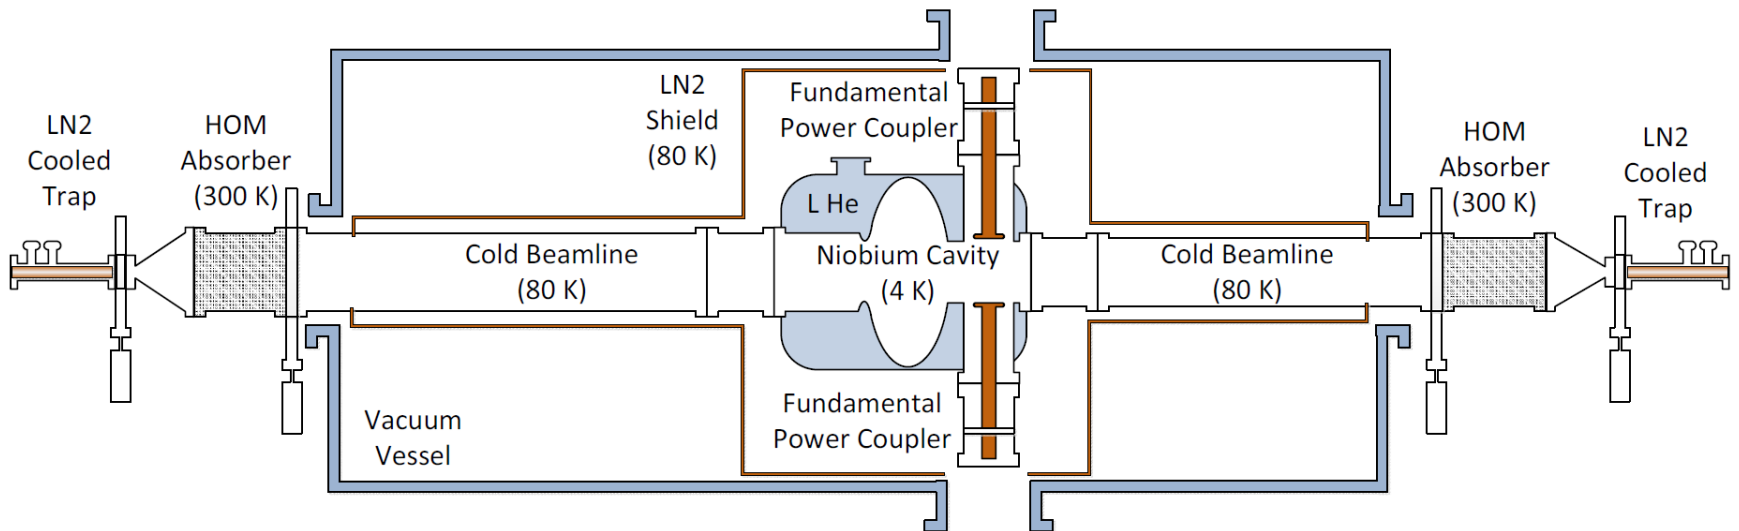 LN2
Cooled
Trap
HOM
Absorber
(300 K)
LN2
Shield
(80 K)
Fundamental
Power Coupler
L He
Cold Beamline
(80 K)
Niobium Cavity
(4 K)
Cold Beamline
(80 K)
HOM
Absorber
(300 K)
LN2
Cooled
Trap
Vacuum
Vessel
Fundamental
Power Coupler